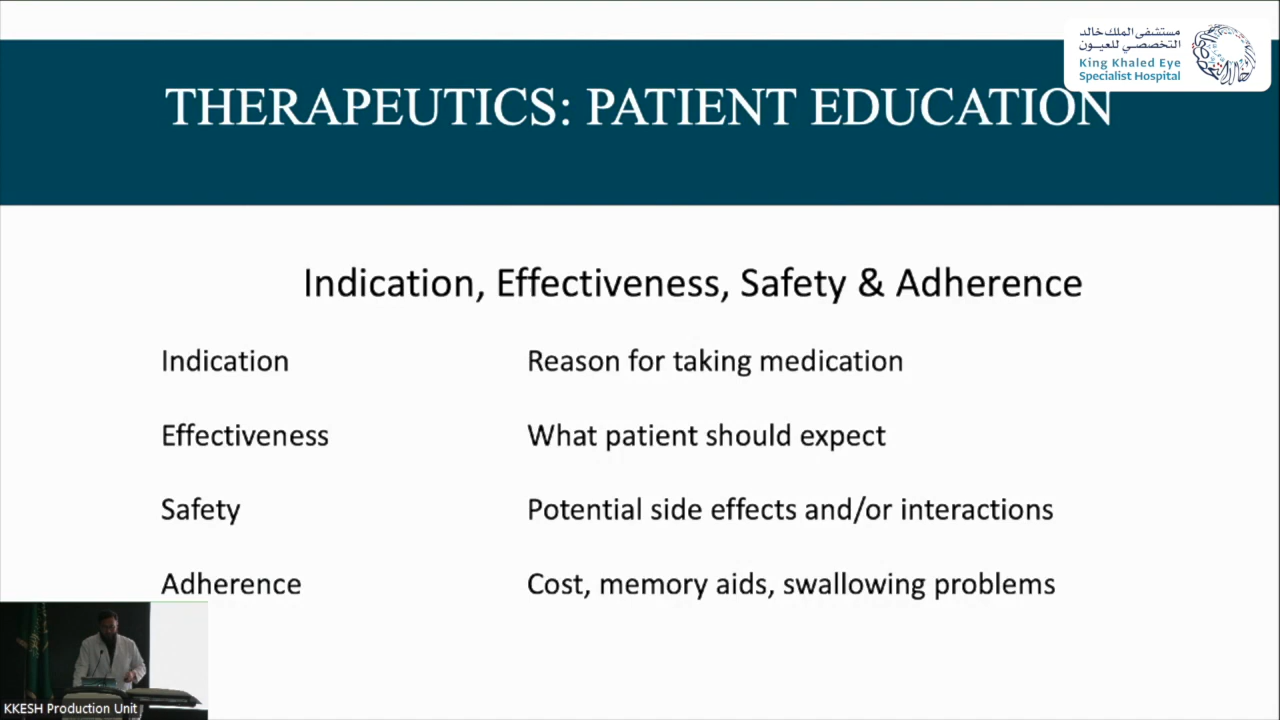 مستشفى الملك خالد
التخصصي للعيون
King Khaled Eye
Specialist Hospital
THERAPEUTICS: PATIENT EDUCATION
Indication, Effectiveness, Safety & Adherence
Indication Reason for taking medication
Effectiveness What patient should expect
Safety Potential side effects and/or interactions
Adherence Cost, memory aids, swallowing problems
KKESH Production Unit